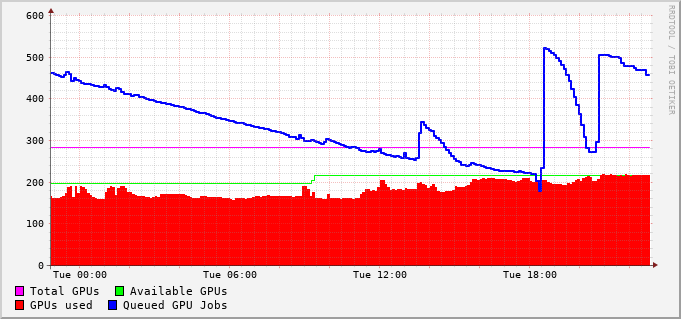 RRDTOOL / TOBI OETIKER
600
500
400
300
200
100
0
Tue 00:00 Tue 06:00 Tue 12:00 Tue 18:00
Total GPUs Available GPUs
GPUs used Queued GPU Jobs